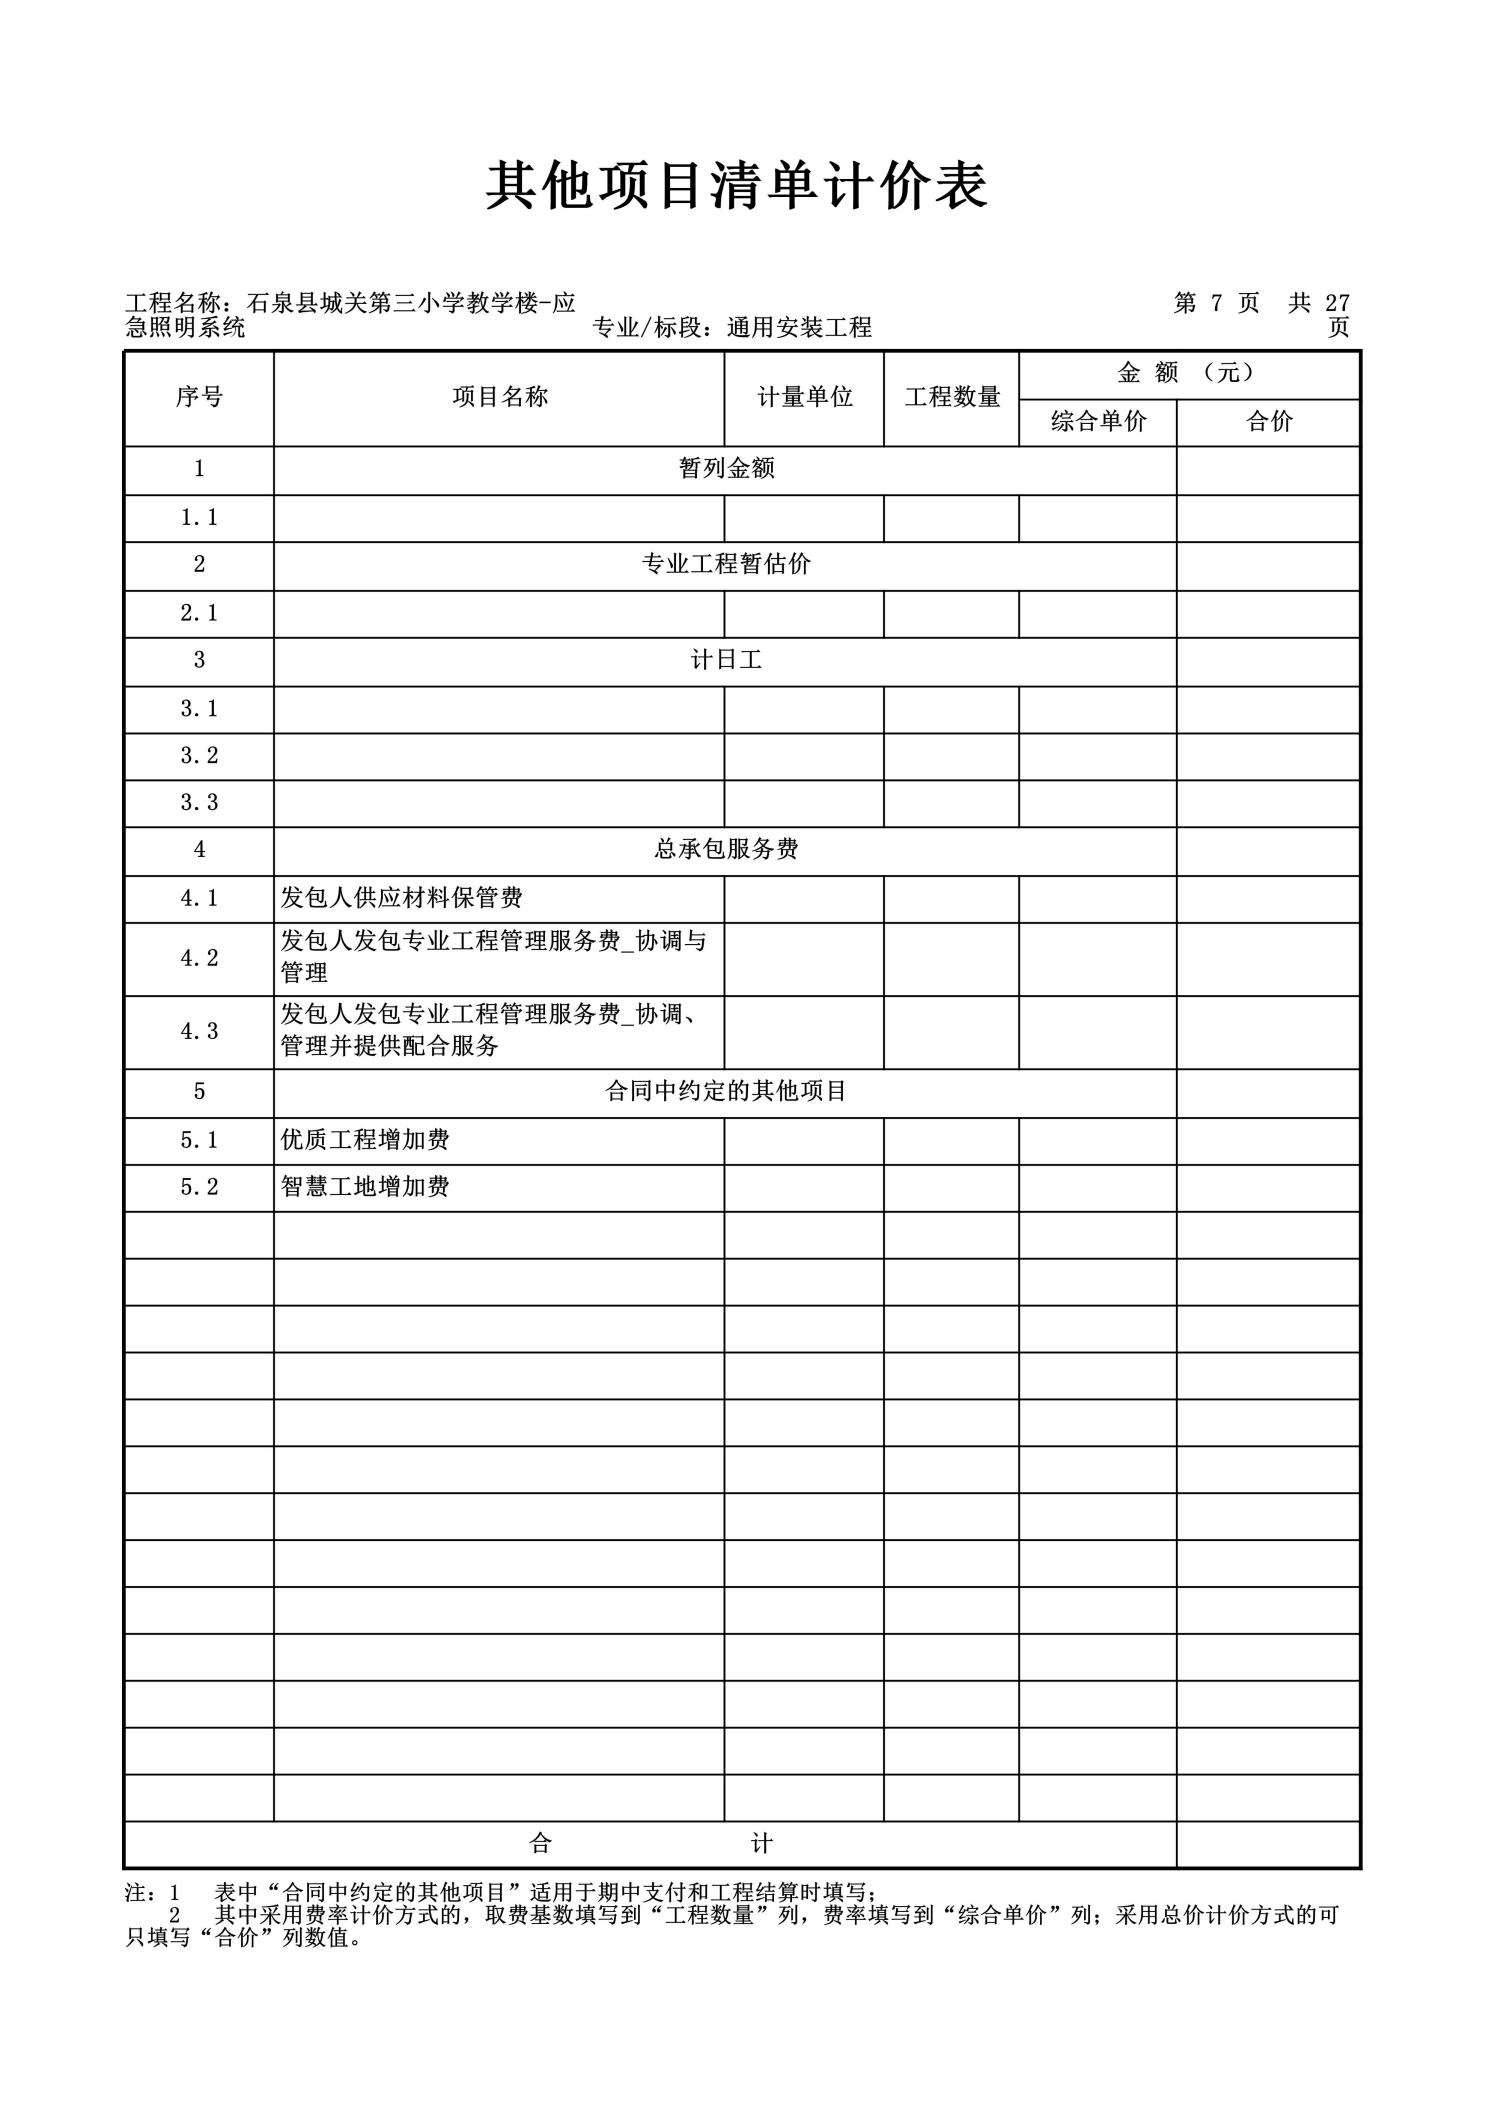 其他项目清单计价表
工程名称：石泉县城关第三小学教学楼-应
急照明系统
专业/标段：通用安装工程
第 7 页 共 27
页
序号 项目名称 计量单位 工程数量 金 额 （元）
综合单价 合价
1 暂列金额
1.1
2 专业工程暂估价
2.1
3 计日工
3.1
3.2
3.3
4 总承包服务费
4.1 发包人供应材料保管费
4.2 发包人发包专业工程管理服务费_协调与
管理
4.3 发包人发包专业工程管理服务费_协调、
管理并提供配合服务
5 合同中约定的其他项目
5.1 优质工程增加费
5.2 智慧工地增加费
合 计
注：1 表中“合同中约定的其他项目”适用于期中支付和工程结算时填写；
2 其中采用费率计价方式的，取费基数填写到“工程数量”列，费率填写到“综合单价”列；采用总价计价方式的可
只填写“合价”列数值。